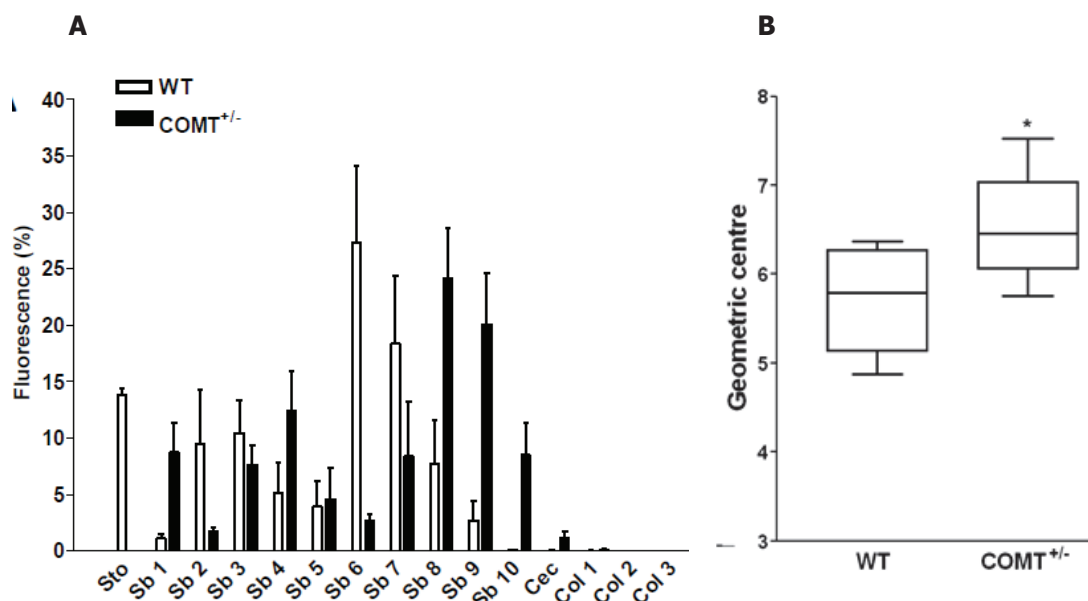 A
B
WT
COMT+/-
Fluorescence (%)
40
35
30
25
20
15
10
5
0
Sto
Sb 1
Sb 2
Sb 3
Sb 4
Sb 5
Sb 6
Sb 7
Sb 8
Sb 9
Sb 10
Cec
Col 1
Col 2
Col 3
Geometric centre
8
7
6
5
4
3
*
WT
COMT+/-